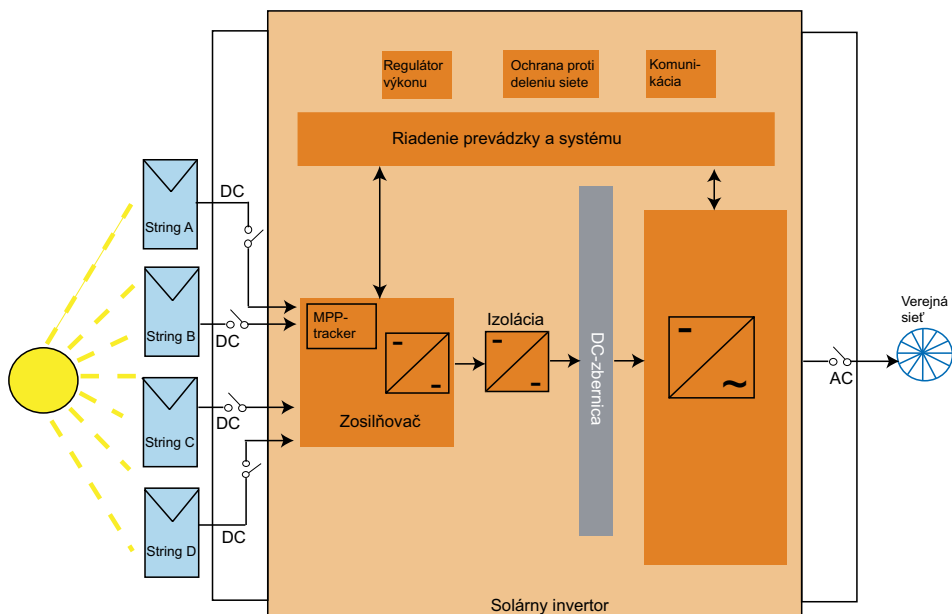 Regulátor
výkonu
Ochrana proti
deleniu siete
Komuni-
kácia
Riadenie prevádzky a systému
String A
DC
String B
DC
String C
DC
String D
DC
MPP-
tracker
Zosilňovač
Izolácia
DC-zbernica
AC
Verejná
sieť
Solárny invertor